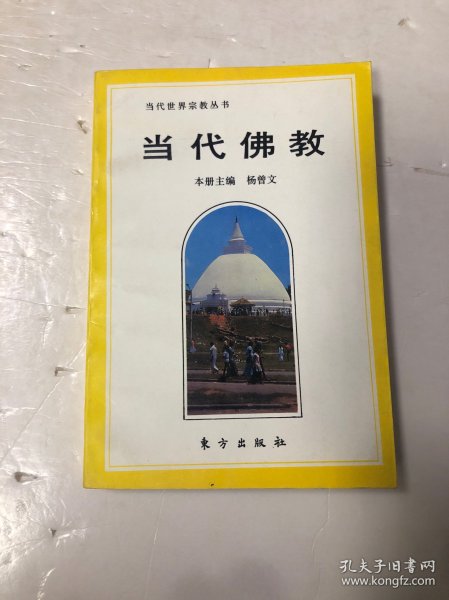 当代世界宗教丛书
当代佛教
本册主编 杨曾文
东方出版社
孔夫子旧书网
www.kongfz.com